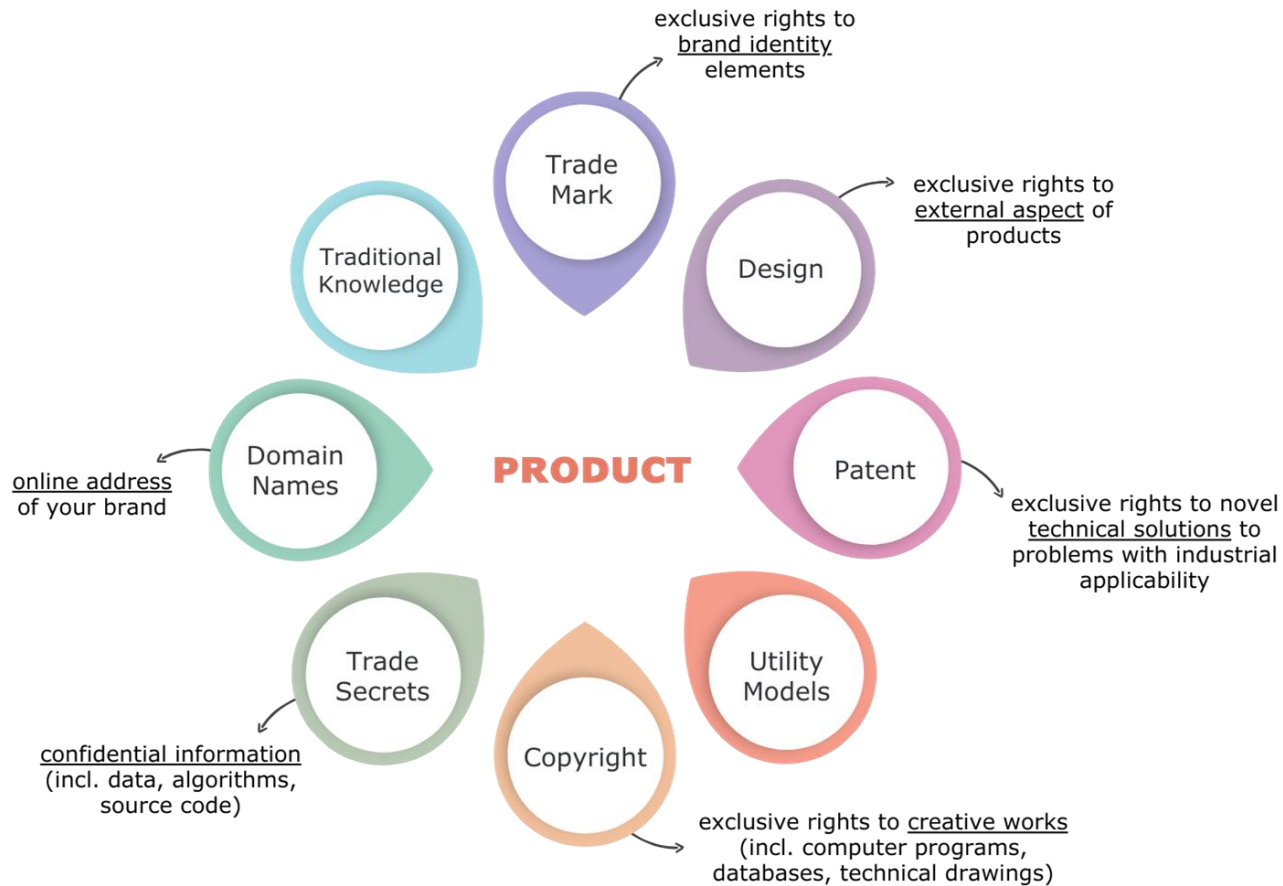 exclusive rights to
brand identity
elements
Trade
Mark
exclusive rights to
external aspect of
products
Design
Traditional
Knowledge
Domain
Names
online address
of your brand
PRODUCT
Patent
exclusive rights to novel
technical solutions to
problems with industrial
applicability
Trade
Secrets
confidential information
(incl. data, algorithms,
source code)
Utility
Models
Copyright
exclusive rights to creative works
(incl. computer programs,
databases, technical drawings)